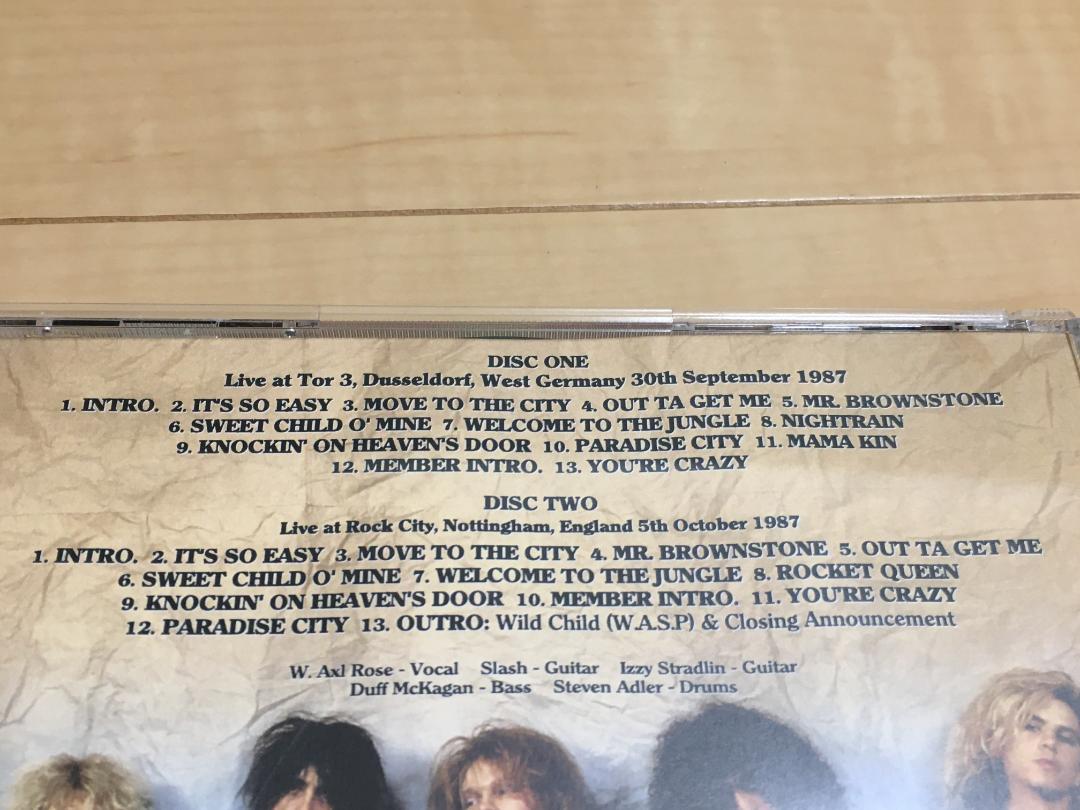 DISC ONE
Live at Tor 3, Dusseldorf, West Germany 30th September 1987
1. INTRO. 2. IT'S SO EASY 3. MOVE TO THE CITY 4. OUT TA GET ME 5. MR. BROWNSTONE
6. SWEET CHILD O' MINE 7. WELCOME TO THE JUNGLE 8. NIGHTRAIN
9. KNOCKIN' ON HEAVEN'S DOOR 10. PARADISE CITY 11. MAMA KIN
12. MEMBER INTRO. 13. YOU'RE CRAZY
DISC TWO
Live at Rock City, Nottingham, England 5th October 1987
1. INTRO. 2. IT'S SO EASY 3. MOVE TO THE CITY 4. MR. BROWNSTONE 5. OUT TA GET ME
6. SWEET CHILD O' MINE 7. WELCOME TO THE JUNGLE 8. ROCKET QUEEN
9. KNOCKIN' ON HEAVEN'S DOOR 10. MEMBER INTRO. 11. YOU'RE CRAZY
12. PARADISE CITY 13. OUTRO: Wild Child (W.A.S.P) & Closing Announcement
W. Axl Rose - Vocal Slash - Guitar Izzy Stradlin - Guitar
Duff McKagan - Bass Steven Adler - Drums